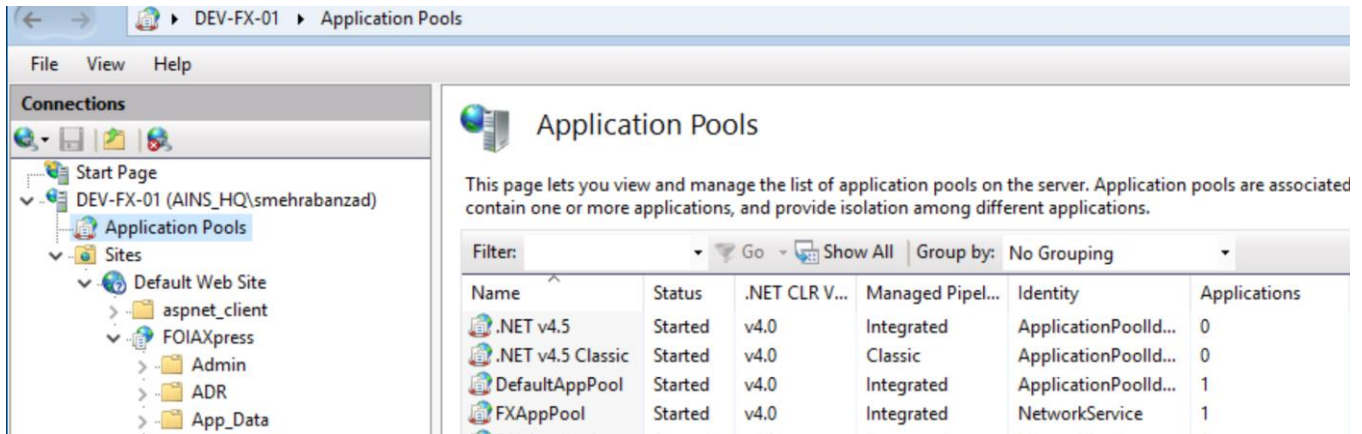 DEV-FX-01 Application Pools
File View Help
Connections
Start Page
DEV-FX-01 (AINS_HQ\smehrabanzad)
Application Pools
Sites
Default Web Site
aspnet_client
FOIAXpress
Admin
ADR
App_Data
Application Pools
This page lets you view and manage the list of application pools on the server. Application pools are associated
contain one or more applications, and provide isolation among different applications.
Filter: Go Show All Group by: No Grouping
Name Status .NET CLR V... Managed Pipel... Identity Applications
.NET v4.5 Started v4.0 Integrated ApplicationPoolId... 0
.NET v4.5 Classic Started v4.0 Classic ApplicationPoolId... 0
DefaultAppPool Started v4.0 Integrated ApplicationPoolId... 1
FXAppPool Started v4.0 Integrated NetworkService 1